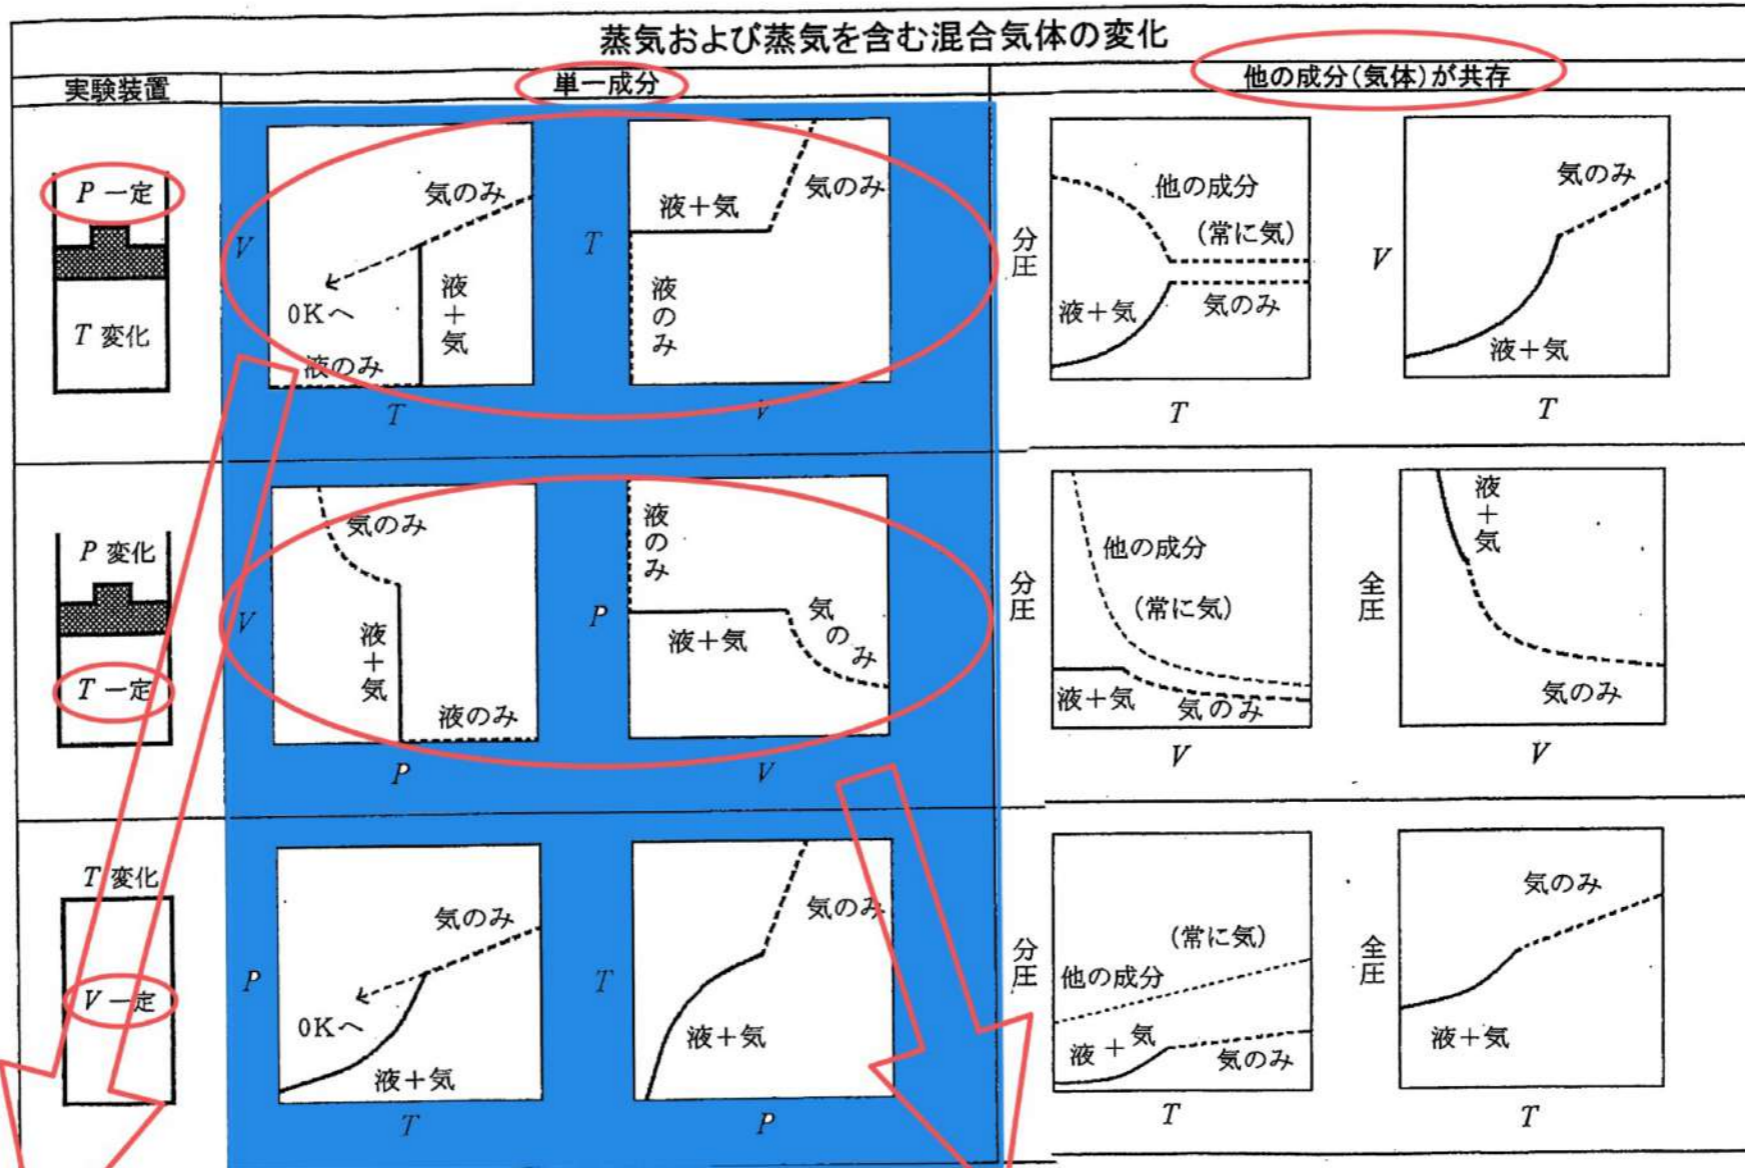 蒸気および蒸気を含む混合気体の変化
実験装置
単一成分
他の成分(気体)が共存
P 一定
T 変化
V
気のみ
0Kへ
液+気
液のみ
T
T
液+気
気のみ
液のみ
V
分圧
他の成分
(常に気)
液+気
気のみ
T
V
気のみ
液+気
T
P 変化
T 一定
V
気のみ
液+気
液のみ
P
P
液のみ
液+気
気のみ
V
分圧
他の成分
(常に気)
液+気
気のみ
V
全圧
液+気
気のみ
V
T 変化
V 一定
P
気のみ
0Kへ
液+気
T
T
気のみ
液+気
P
分圧
(常に気)
他の成分
液+気
気のみ
T
全圧
気のみ
液+気
T